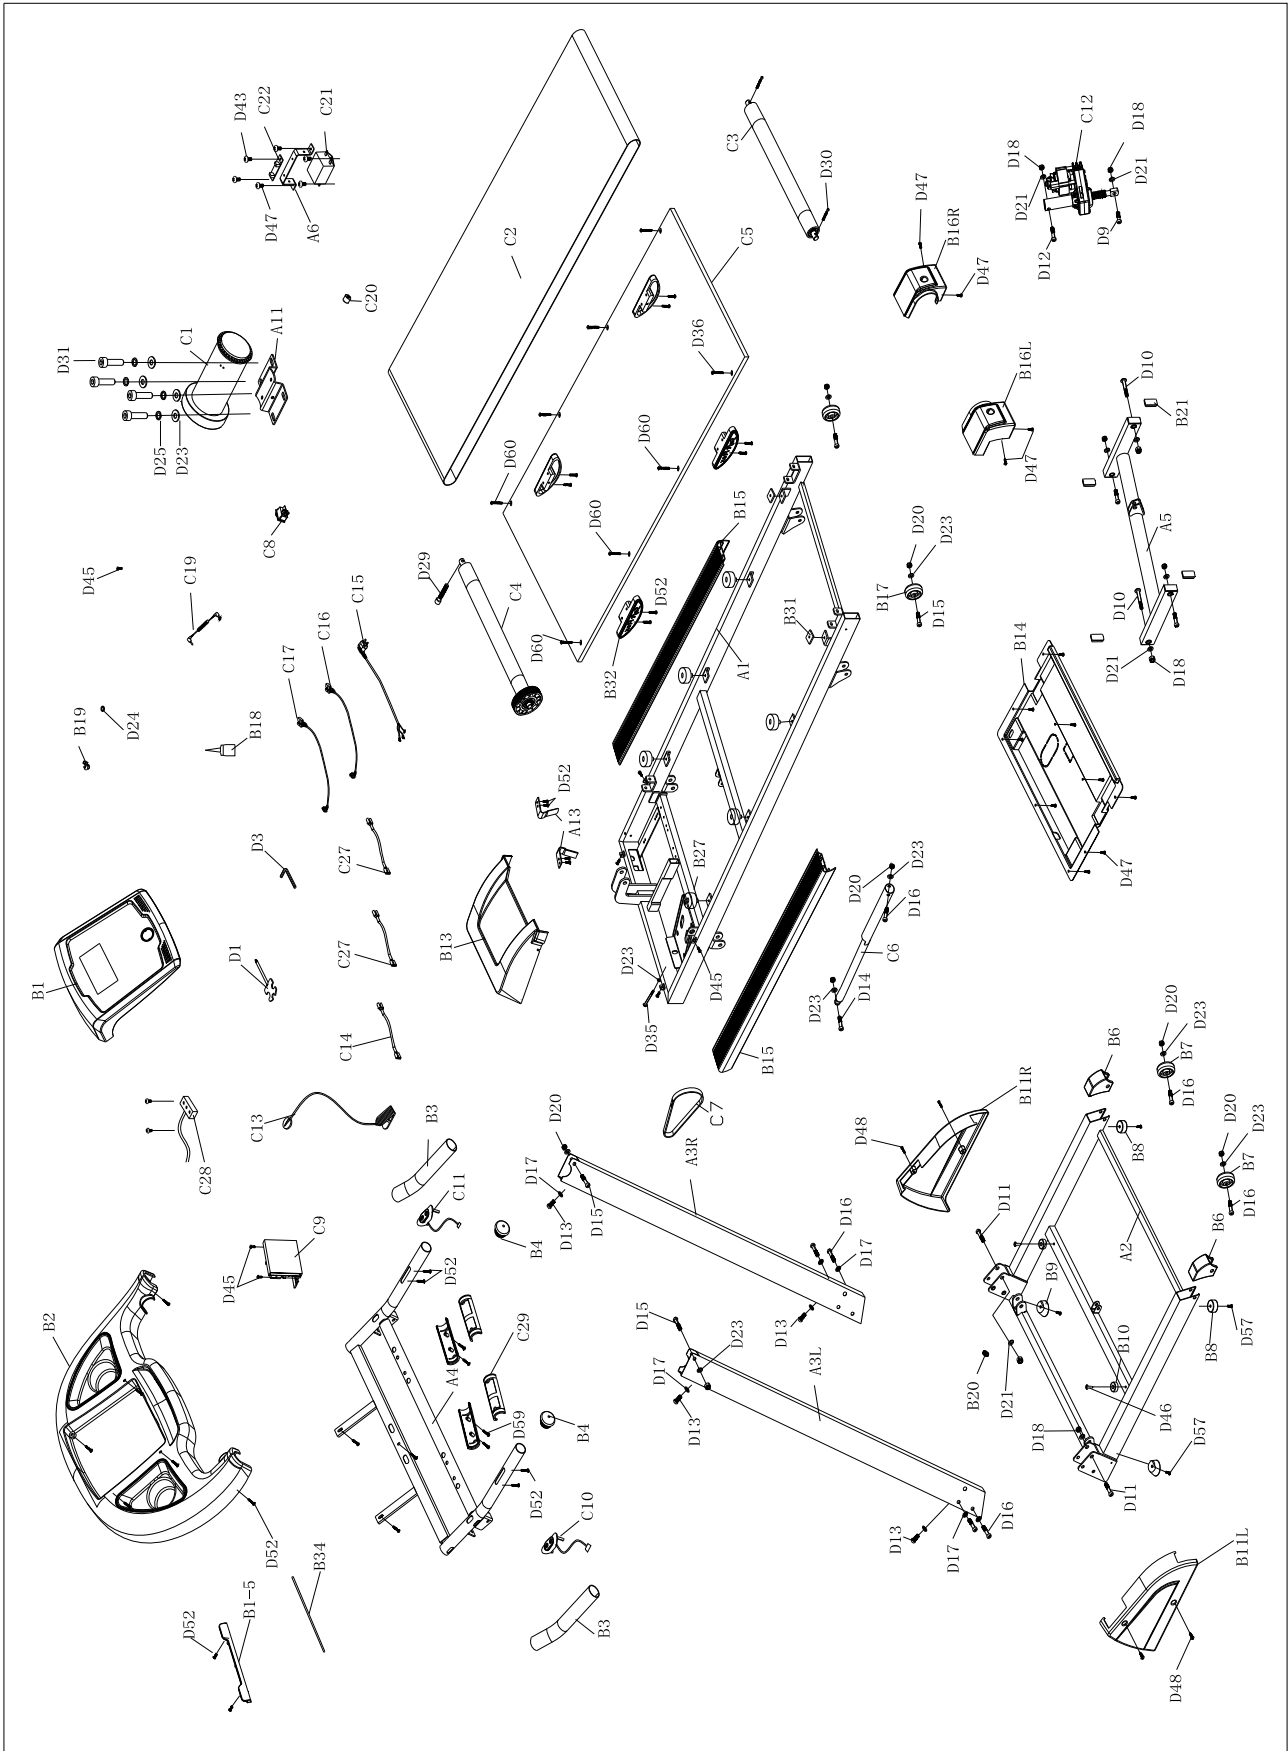 D43
C22
C21
D47
A6
C20
D31
C1
A11
D25
D23
C2
C3
D30
C5
D36
D47
B16R
D47
D18
C12
D18
D21
D21
D9
D12
B16L
D10
B21
D47
A5
D10
D21
D18
B14
D47
D60
D60
D60
D60
D29
C4
B32
D52
B15
A1
B31
D20
D23
B17
D15
C8
D45
C19
C15
C16
C17
B19
D24
B18
D3
C27
C27
C14
D1
B1
D52
A13
B13
B27
D23
D35
D45
B15
D20
D23
D16
C6
D23
D14
C28
C13
B3
C11
B4
D20
D17
D13
D15
C7
A3R
D16
D17
D13
D48
B11R
B6
D20
D23
B7
D16
D20
D23
B7
D16
B8
B6
A2
D11
B9
B10
B8
D57
B20
D21
D46
D18
D57
D11
B2
D45
C9
D52
A4
C29
D59
B4
D52
C10
B3
D15
D23
D17
D13
A3L
D13
D17
D16
B11L
D48
D52
B34
B1-5
D52